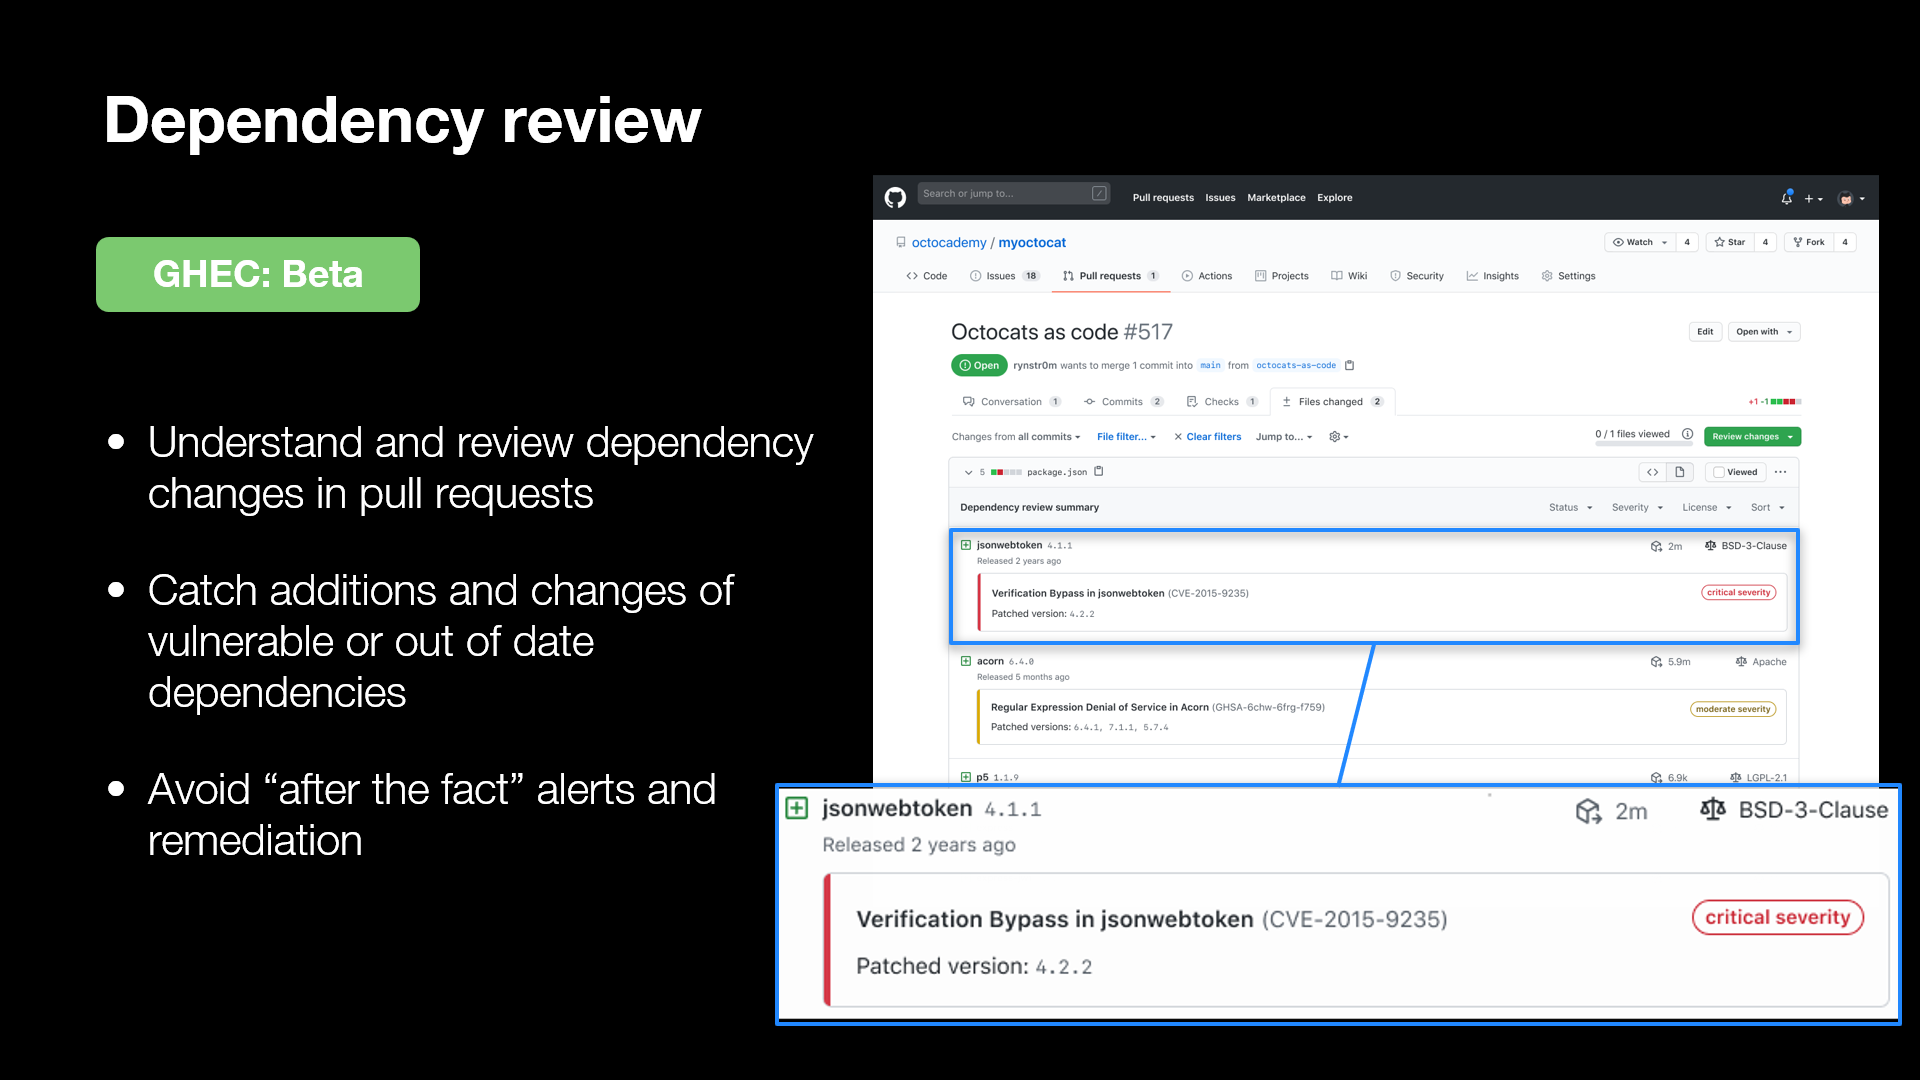 Dependency review
GHEC: Beta
• Understand and review dependency
changes in pull requests
• Catch additions and changes of
vulnerable or out of date
dependencies
• Avoid “after the fact” alerts and
remediation
Search or jump to... /
Pull requests Issues Marketplace Explore
octocademy / myoctocat
Watch 4 Star 4 Fork 4
Code Issues 18 Pull requests 1 Actions Projects Wiki Security Insights Settings
Octocats as code #517
Edit Open with
Open rynstr0m wants to merge 1 commit into main from octocats-as-code
Conversation 1 Commits 2 Checks 1 Files changed 2
+1 -1
Changes from all commits File filter... × Clear filters Jump to...
0 / 1 files viewed Review changes
5 package.json
Viewed ...
Dependency review summary
Status Severity License Sort
jsonwebtoken 4.1.1 2m BSD-3-Clause
Released 2 years ago
Verification Bypass in jsonwebtoken (CVE-2015-9235) critical severity
Patched version: 4.2.2
acorn 6.4.0 5.9m Apache
Released 5 months ago
Regular Expression Denial of Service in Acorn (GHSA-6chw-6frg-f759) moderate severity
Patched versions: 6.4.1, 7.1.1, 5.7.4
p5 1.1.9 6.9k LGPL-2.1
jsonwebtoken 4.1.1 2m BSD-3-Clause
Released 2 years ago
Verification Bypass in jsonwebtoken (CVE-2015-9235) critical severity
Patched version: 4.2.2